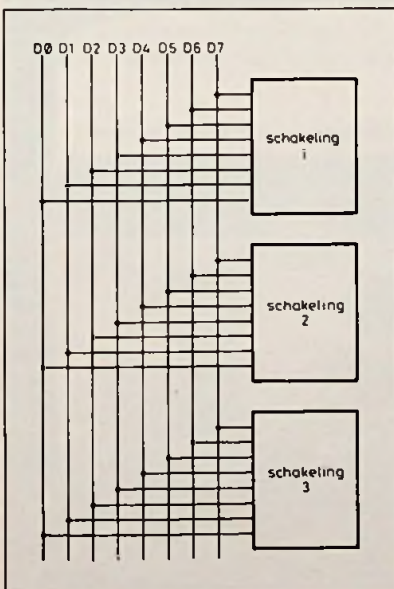 D0 D1 D2 D3 D4 D5 D6 D7
schakeling
1
schakeling
2
schakeling
3